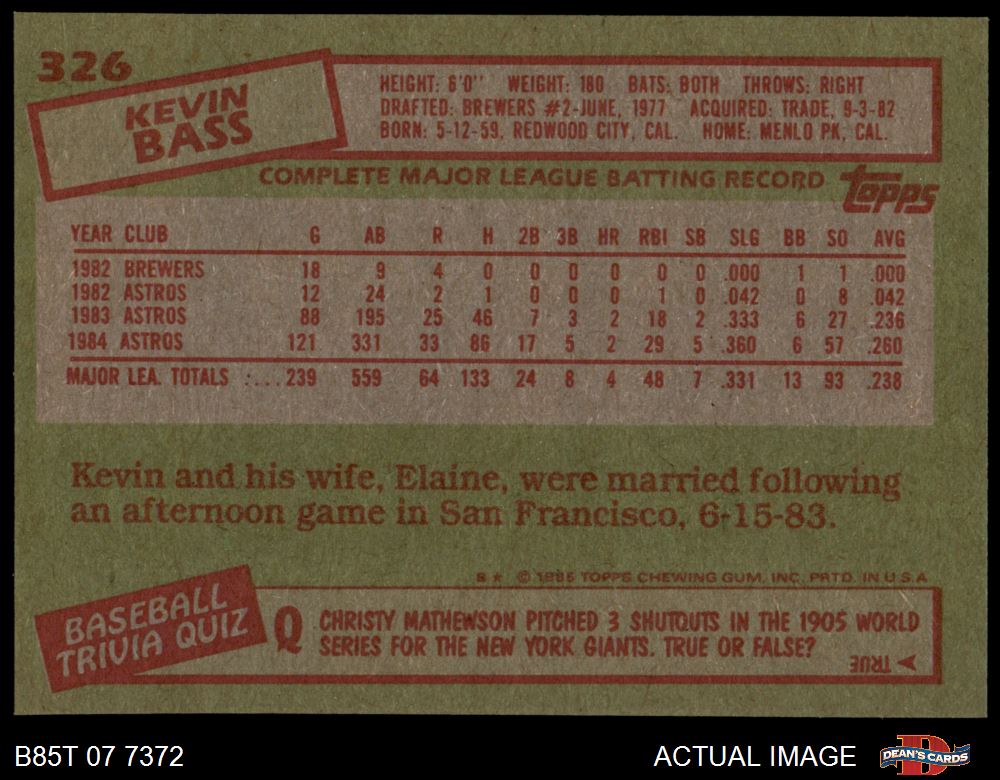 326
KEVIN
BASS
HEIGHT: 6'0" WEIGHT: 180 BATS: BOTH THROWS: RIGHT
DRAFTED: BREWERS #2-JUNE, 1977 ACQUIRED: TRADE, 9-3-82
BORN: 5-12-59, REDWOOD CITY, CAL. HOME: MENLO PK, CAL.
COMPLETE MAJOR LEAGUE BATTING RECORD
topps
YEAR CLUB G AB R H 2B 3B HR RBI SB SLG BB SO AVG
1982 BREWERS 18 9 4 0 0 0 0 0 0 .000 1 1 .000
1982 ASTROS 12 24 2 1 0 0 0 1 0 .042 0 8 .042
1983 ASTROS 88 195 25 46 7 3 2 18 2 .333 6 27 .236
1984 ASTROS 121 331 33 86 17 5 2 29 5 .360 6 57 .260
MAJOR LEA. TOTALS ..... 239 559 64 133 24 8 4 48 7 .331 13 93 .238
Kevin and his wife, Elaine, were married following
an afternoon game in San Francisco, 6-15-83.
B★ © 1985 TOPPS CHEWING GUM, INC. PRTD. IN U.S.A
BASEBALL
TRIVIA QUIZ
Q CHRISTY MATHEWSON PITCHED 3 SHUTOUTS IN THE 1905 WORLD
SERIES FOR THE NEW YORK GIANTS. TRUE OR FALSE?
TRUE
B85T 07 7372
ACTUAL IMAGE
DEAN'S CARDS